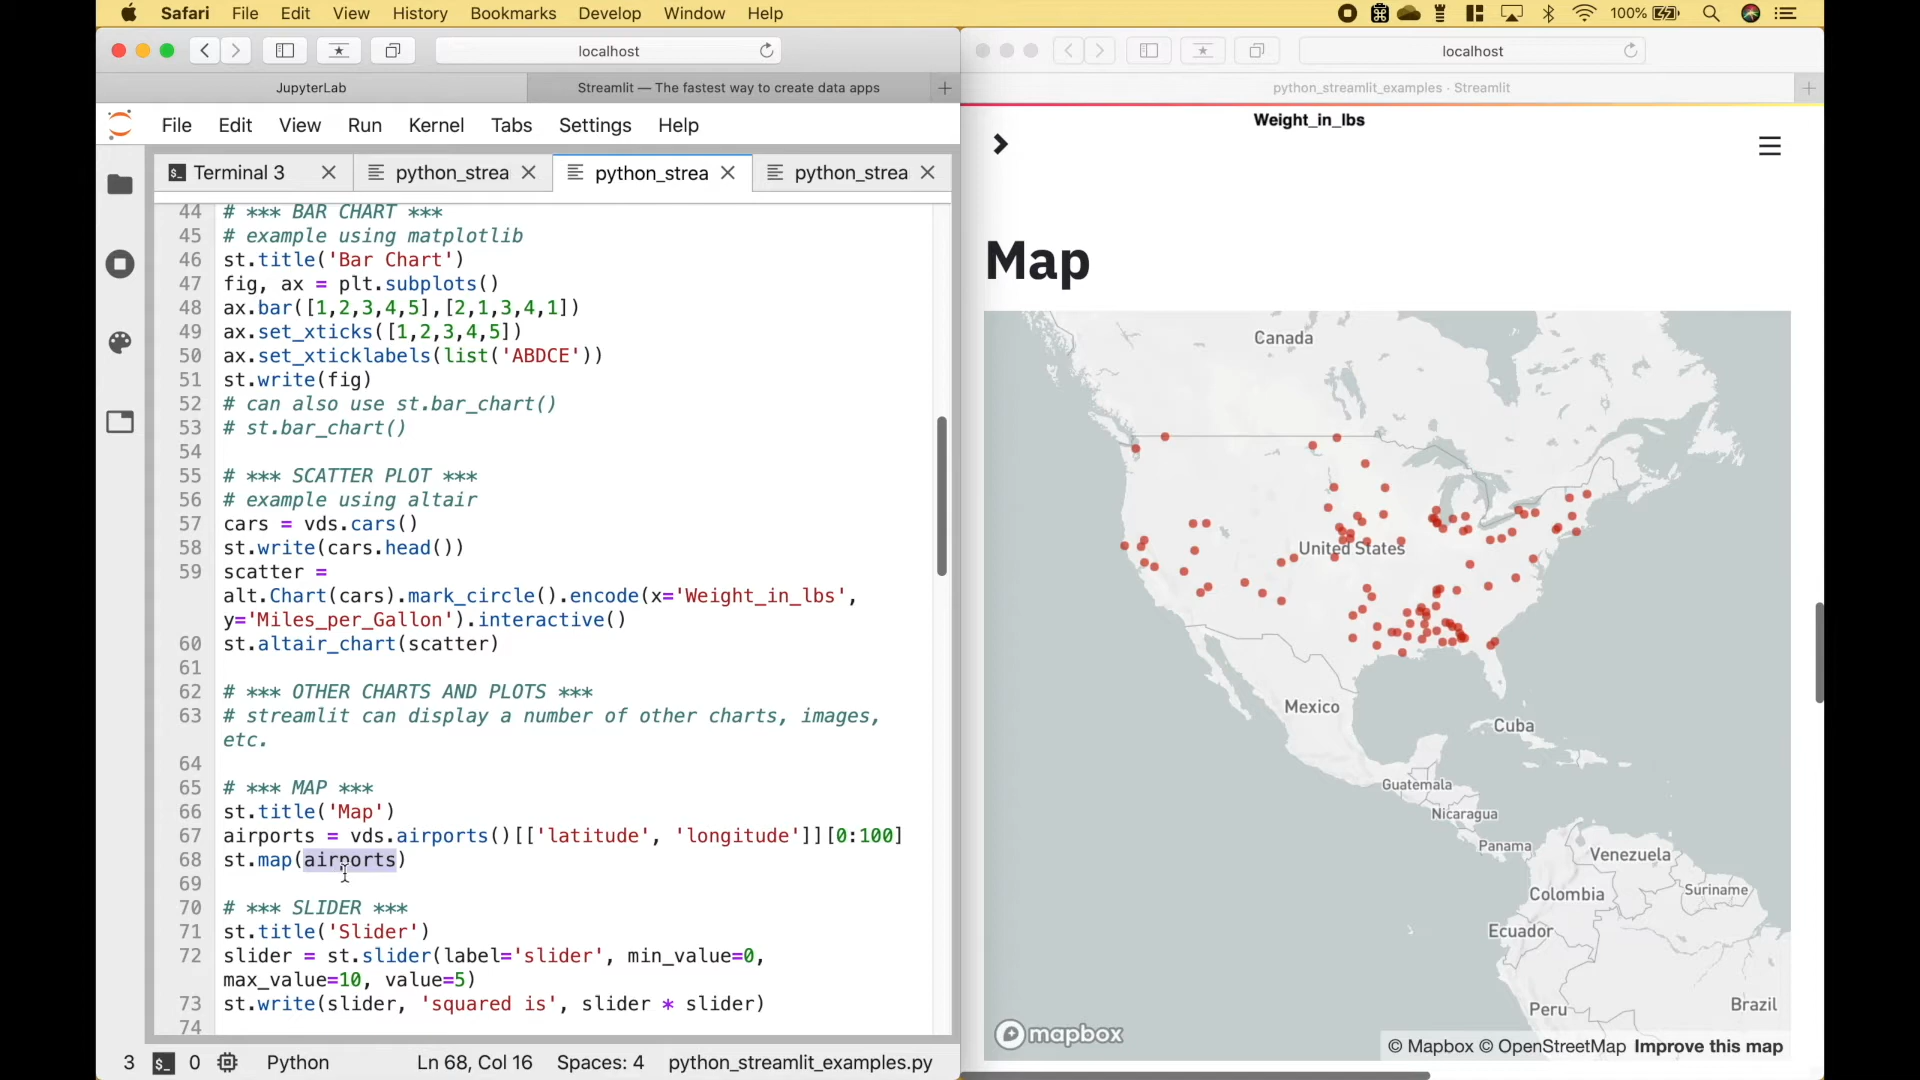 Safari File Edit View History Bookmarks Develop Window Help 100%
localhost
JupyterLab Streamlit — The fastest way to create data apps
File Edit View Run Kernel Tabs Settings Help
Terminal 3 python_strea python_strea python_strea
44 # *** BAR CHART ***
45 # example using matplotlib
46 st.title('Bar Chart')
47 fig, ax = plt.subplots()
48 ax.bar([1,2,3,4,5],[2,1,3,4,1])
49 ax.set_xticks([1,2,3,4,5])
50 ax.set_xticklabels(list('ABDCE'))
51 st.write(fig)
52 # can also use st.bar_chart()
53 # st.bar_chart()
54
55 # *** SCATTER PLOT ***
56 # example using altair
57 cars = vds.cars()
58 st.write(cars.head())
59 scatter =
alt.Chart(cars).mark_circle().encode(x='Weight_in_lbs',
y='Miles_per_Gallon').interactive()
60 st.altair_chart(scatter)
61
62 # *** OTHER CHARTS AND PLOTS ***
63 # streamlit can display a number of other charts, images,
etc.
64
65 # *** MAP ***
66 st.title('Map')
67 airports = vds.airports()[['latitude', 'longitude']][0:100]
68 st.map(airports)
69
70 # *** SLIDER ***
71 st.title('Slider')
72 slider = st.slider(label='slider', min_value=0,
max_value=10, value=5)
73 st.write(slider, 'squared is', slider * slider)
74
3 0 Python Ln 68, Col 16 Spaces: 4 python_streamlit_examples.py
localhost
python_streamlit_examples · Streamlit
Weight_in_lbs
Map
Canada
United States
Mexico
Cuba
Guatemala
Nicaragua
Panama
Venezuela
Colombia
Suriname
Ecuador
Peru
Brazil
mapbox
© Mapbox © OpenStreetMap Improve this map